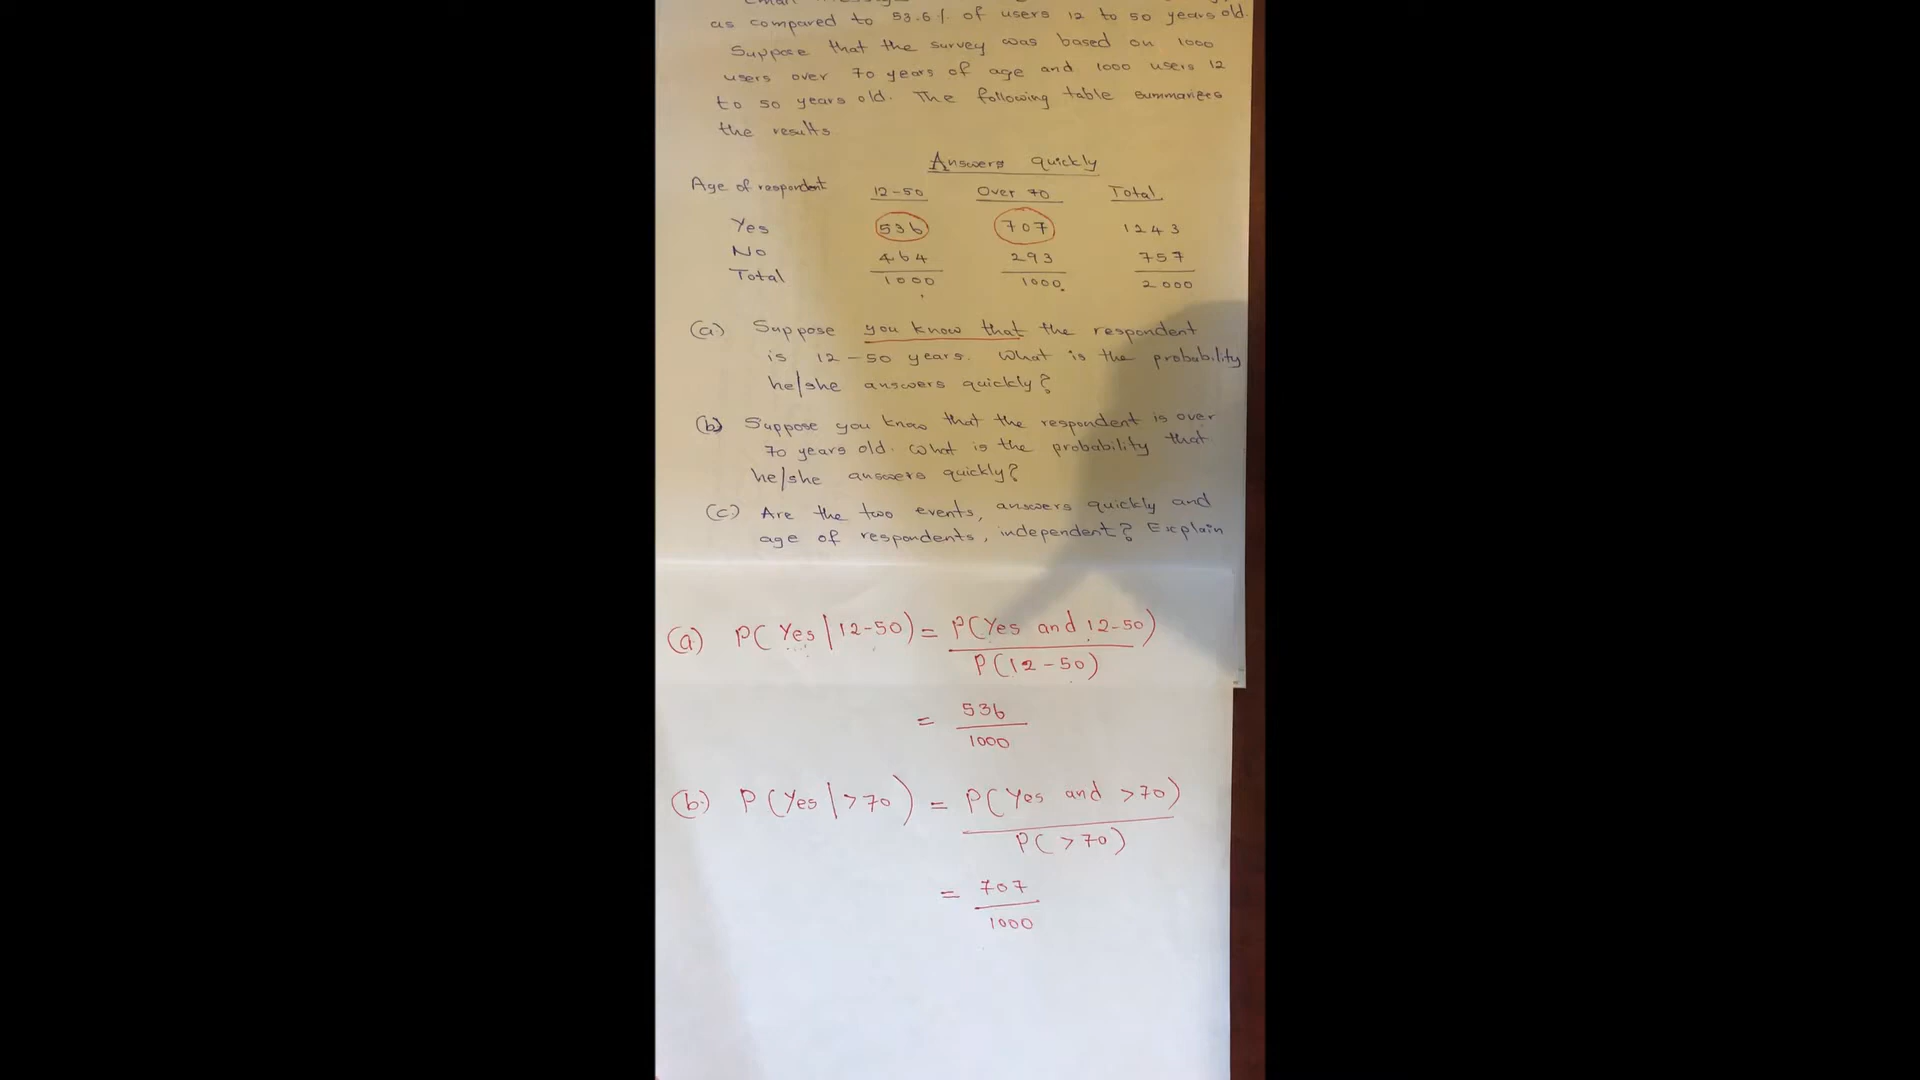 as compared to 53.6% of users 12 to 50 years old.
Suppose that the survey was based on 1000
users over 70 years of age and 1000 users 12
to 50 years old. The following table summarizes
the results.
Answers quickly
Age of respondent 12-50 Over 70 Total
Yes 536 707 1243
No 464 293 757
Total 1000 1000 2000
(a) Suppose you know that the respondent
is 12-50 years. What is the probability
he/she answers quickly?
(b) Suppose you know that the respondent is over
70 years old. What is the probability that
he/she answers quickly?
(c) Are the two events, answers quickly and
age of respondents, independent? Explain
(a) P(Yes | 12-50) = P(Yes and 12-50)
P(12-50)
= 536
1000
(b) P(Yes | >70) = P(Yes and >70)
P(>70)
= 707
1000